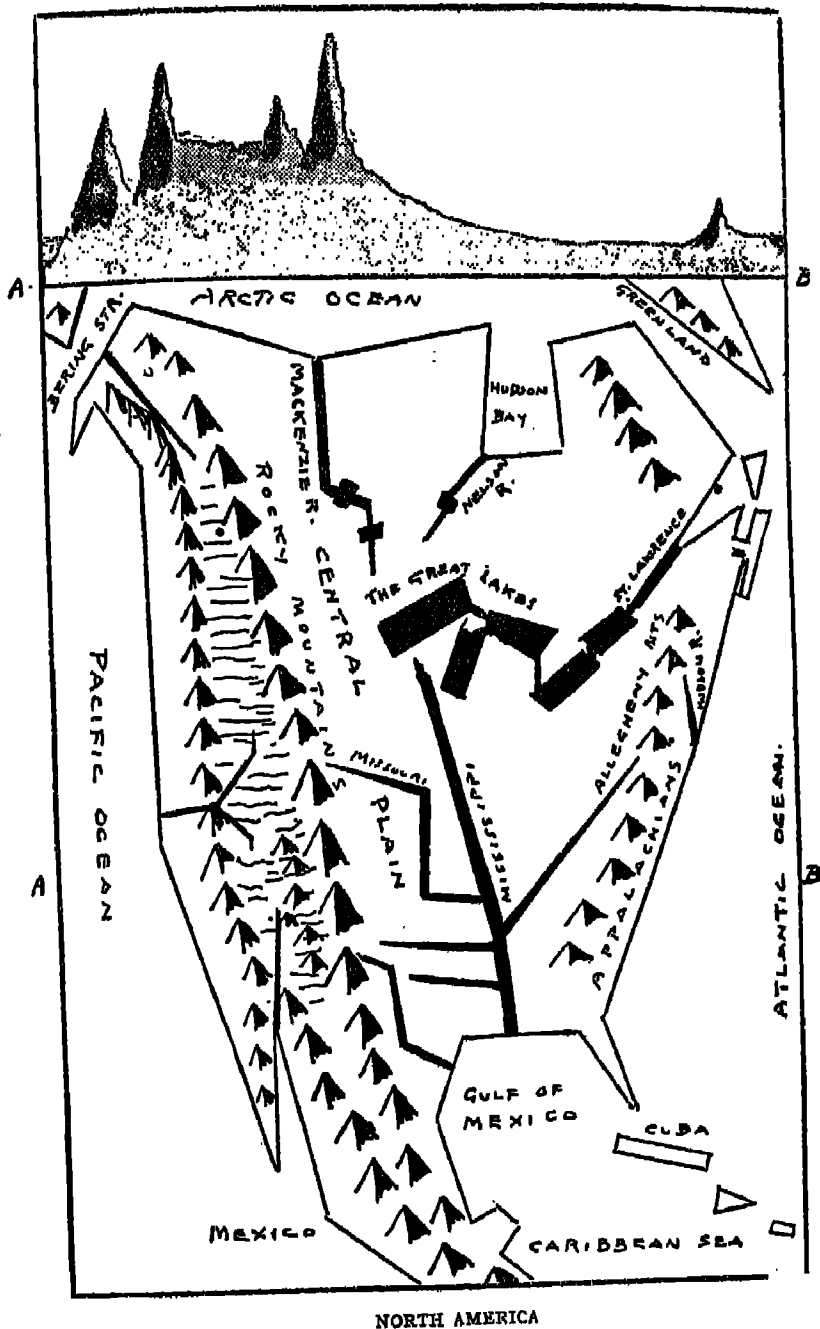 A.
B
ARCTIC OCEAN
GREENLAND
BERING STR.
HUDSON
BAY
MACKENZIE R.
NELSON
R.
ROCKY MOUNTAINS
CENTRAL
PLAIN
THE GREAT LAKES
ST. LAWRENCE
HUDSON R.
ALLEGHENY MTS
PACIFIC OCEAN
MISSOURI
MISSISSIPPI
APPALACHIANS
ATLANTIC OCEAN.
A
B
GULF OF
MEXICO
CUBA
MEXICO
CARIBBEAN SEA
NORTH AMERICA